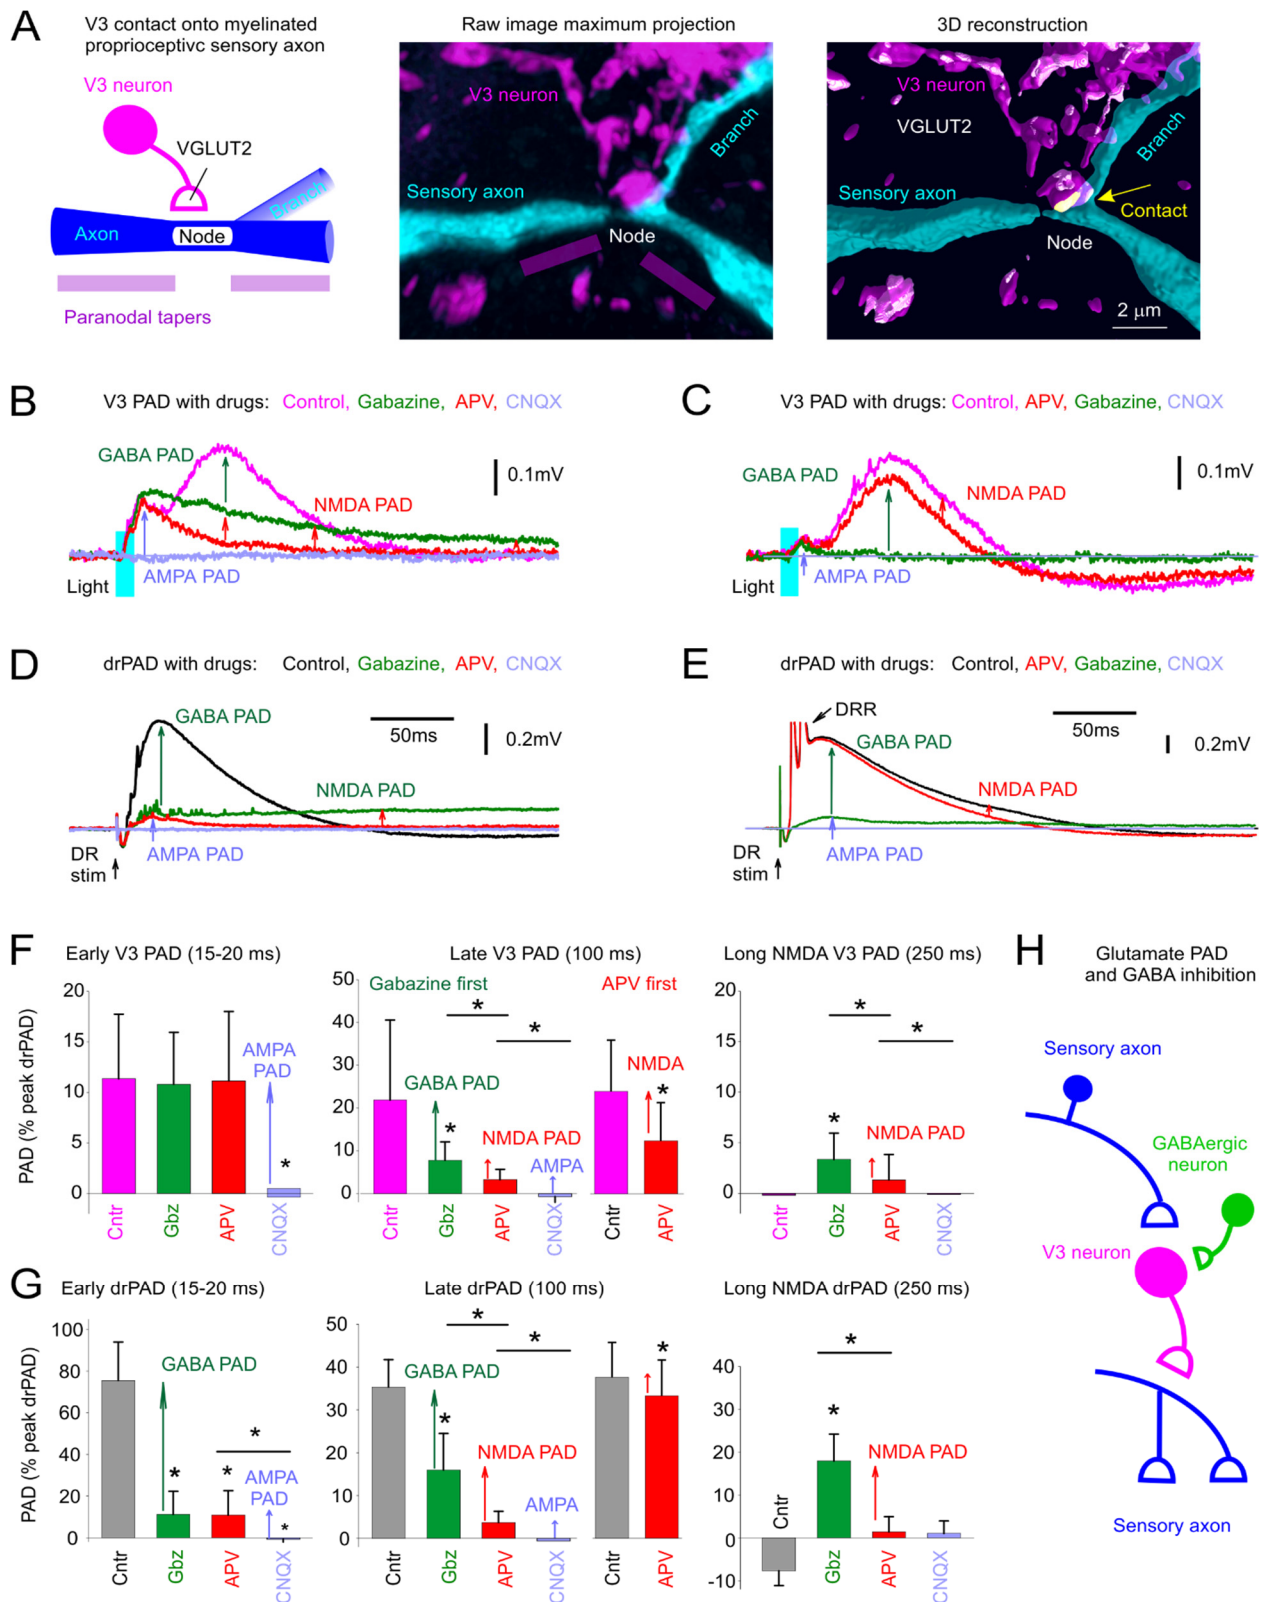 A
V3 contact onto myelinated
proprioceptivc sensory axon
Raw image maximum projection
3D reconstruction
V3 neuron
VGLUT2
Branch
Axon
Node
Paranodal tapers
V3 neuron
Branch
Sensory axon
Node
V3 neuron
VGLUT2
Branch
Sensory axon
Contact
Node
2 μm
B
V3 PAD with drugs: Control, Gabazine, APV, CNQX
GABA PAD
0.1mV
NMDA PAD
AMPA PAD
Light
C
V3 PAD with drugs: Control, APV, Gabazine, CNQX
GABA PAD
0.1mV
NMDA PAD
AMPA PAD
Light
D
drPAD with drugs: Control, Gabazine, APV, CNQX
GABA PAD
50ms
0.2mV
NMDA PAD
AMPA PAD
DR
stim
E
drPAD with drugs: Control, APV, Gabazine, CNQX
DRR
GABA PAD
50ms
0.2mV
NMDA PAD
AMPA PAD
DR
stim
F
Early V3 PAD (15-20 ms)
PAD (% peak drPAD)
20
15
10
5
0
AMPA
PAD
*
Cntr
Gbz
APV
CNQX
Late V3 PAD (100 ms)
50
40
30
20
10
0
Gabazine first
APV first
*
*
GABA PAD
*
NMDA PAD
AMPA
NMDA
*
Cntr
Gbz
APV
CNQX
Cntr
APV
Long NMDA V3 PAD (250 ms)
20
15
10
5
0
*
*
*
NMDA PAD
Cntr
Gbz
APV
CNQX
G
Early drPAD (15-20 ms)
PAD (% peak drPAD)
100
80
60
40
20
0
GABA PAD
*
*
*
AMPA
PAD
*
Cntr
Gbz
APV
CNQX
Late drPAD (100 ms)
50
40
30
20
10
0
*
*
GABA PAD
*
NMDA PAD
AMPA
*
Cntr
Gbz
APV
CNQX
Cntr
APV
Long NMDA drPAD (250 ms)
40
30
20
10
0
-10
*
*
NMDA PAD
Cntr
Gbz
APV
CNQX
H
Glutamate PAD
and GABA inhibition
Sensory axon
GABAergic
neuron
V3 neuron
Sensory axon